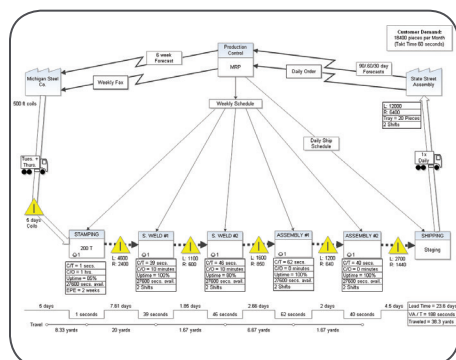 Customer Demand:
18400 pieces per Month
(Takt Time 60 seconds)
Production
Control
MRP
6 week
Forecast
Weekly Fax
90/60/30 day
Forecasts
Daily Order
Michigan Steel
Co.
State Street
Assembly
500 ft coils
L: 12000
R: 6400
Tray = 20 Pieces
2 Shifts
Weekly Schedule
Daily Ship
Schedule
Tues. +
Thurs.
1x
Daily
5 days
Coils
STAMPING
200 T
S. WELD #1
1
S. WELD #2
1
ASSEMBLY #1
1
ASSEMBLY #2
1
SHIPPING
Staging
C/T = 1 secs.
C/O = 1 hrs.
Uptime = 85%
27600 secs. avail.
EPE = 2 weeks
L: 4600
R: 2400
C/T = 39 secs.
C/O = 10 minutes
Uptime = 100%
27600 secs. avail.
2 Shifts
L: 1100
R: 600
C/T = 46 secs.
C/O = 10 minutes
Uptime = 80%
27600 secs. avail.
2 Shifts
L: 1600
R: 850
C/T = 62 secs.
C/O = 0 minutes
Uptime = 100%
27600 secs. avail.
2 Shifts
L: 1200
R: 640
C/T = 40 secs.
C/O = 0 minutes
Uptime = 100%
27600 secs. avail.
2 Shifts
L: 2700
R: 1440
5 days
7.61 days
2 days
4.5 days
1 seconds
39 seconds
46 seconds
62 seconds
40 seconds
Lead Time = 23.6 days
VA / T = 188 seconds
Traveled = 38.3 yards
Travel
8.33 yards
20 yards
1.67 yards
6.67 yards
1.67 yards